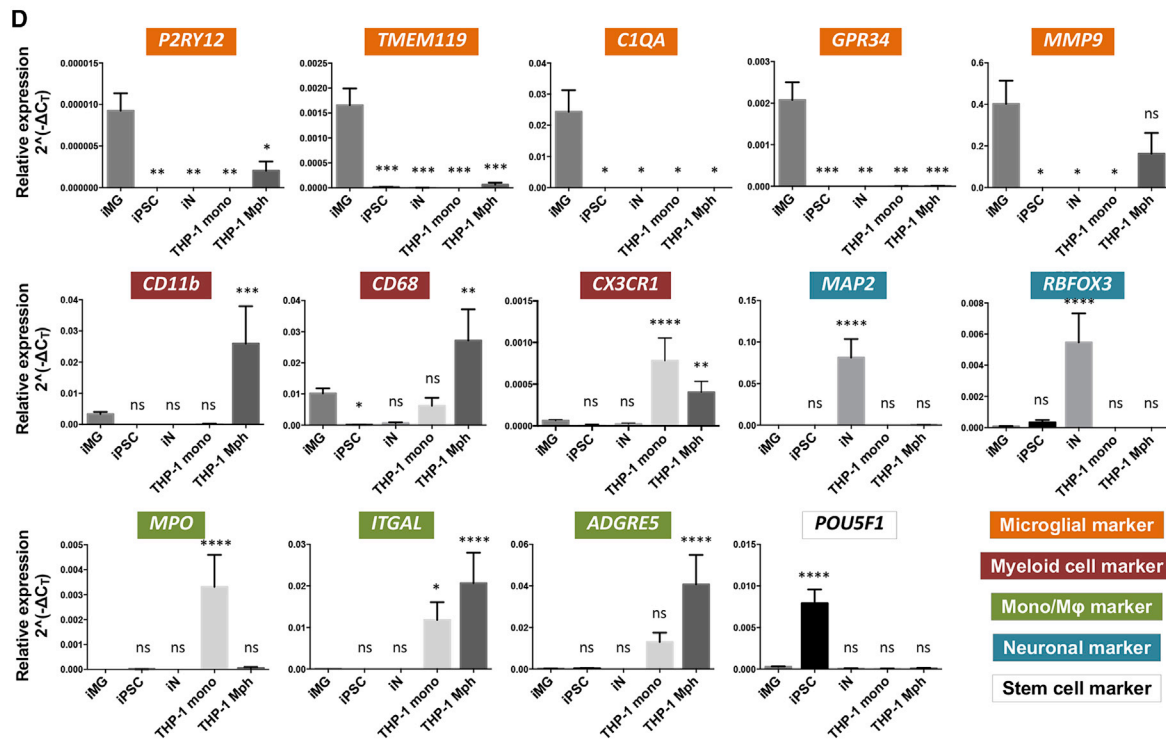 D
P2RY12
TMEM119
C1QA
GPR34
MMP9
Relative expression
2^(-ΔCT)
0.000015
0.000010
0.000005
0.000000
** ** ** *
iMG iPSC iN THP-1 mono THP-1 Mph
0.0020
0.0015
0.0010
0.0005
0.0000
*** *** *** ***
iMG iPSC iN THP-1 mono THP-1 Mph
0.04
0.03
0.02
0.01
0.00
* * * *
iMG iPSC iN THP-1 mono THP-1 Mph
0.003
0.002
0.001
0.000
*** ** ** ***
iMG iPSC iN THP-1 mono THP-1 Mph
0.6
0.4
0.2
0.0
* * * ns
iMG iPSC iN THP-1 mono THP-1 Mph
CD11b
CD68
CX3CR1
MAP2
RBFOX3
Relative expression
2^(-ΔCT)
0.04
0.03
0.02
0.01
0.00
ns ns ns ***
iMG iPSC iN THP-1 mono THP-1 Mph
0.04
0.03
0.02
0.01
0.00
* ns ns **
iMG iPSC iN THP-1 mono THP-1 Mph
0.0015
0.0010
0.0005
0.0000
ns ns **** **
iMG iPSC iN THP-1 mono THP-1 Mph
0.15
0.10
0.05
0.00
ns **** ns ns
iMG iPSC iN THP-1 mono THP-1 Mph
0.008
0.006
0.004
0.002
0.000
ns **** ns ns
iMG iPSC iN THP-1 mono THP-1 Mph
MPO
ITGAL
ADGRE5
POU5F1
Relative expression
2^(-ΔCT)
0.005
0.004
0.003
0.002
0.001
0.000
ns ns **** ns
iMG iPSC iN THP-1 mono THP-1 Mph
0.03
0.02
0.01
0.00
ns ns * ****
iMG iPSC iN THP-1 mono THP-1 Mph
0.06
0.04
0.02
0.00
ns ns ns ****
iMG iPSC iN THP-1 mono THP-1 Mph
0.015
0.010
0.005
0.000
**** ns ns ns
iMG iPSC iN THP-1 mono THP-1 Mph
Microglial marker
Myeloid cell marker
Mono/Mφ marker
Neuronal marker
Stem cell marker